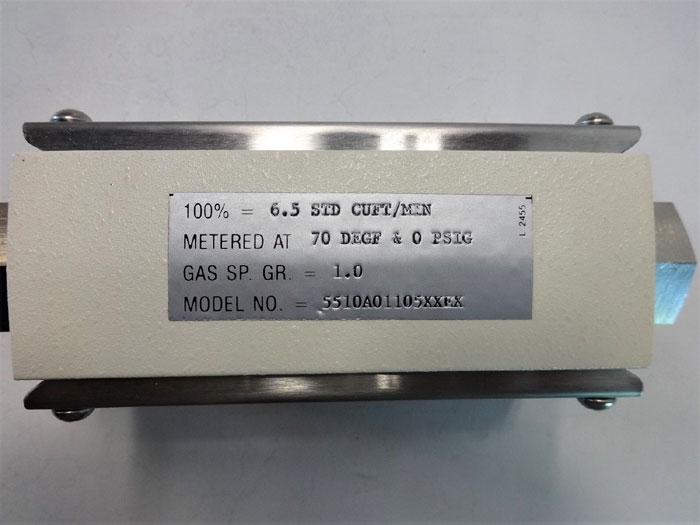 100% = 6.5 STD CUFT/MIN
METERED AT 70 DEGF & 0 PSIG
GAS SP. GR. = 1.0
MODEL NO. = 5510A01105XXEX
L 2455